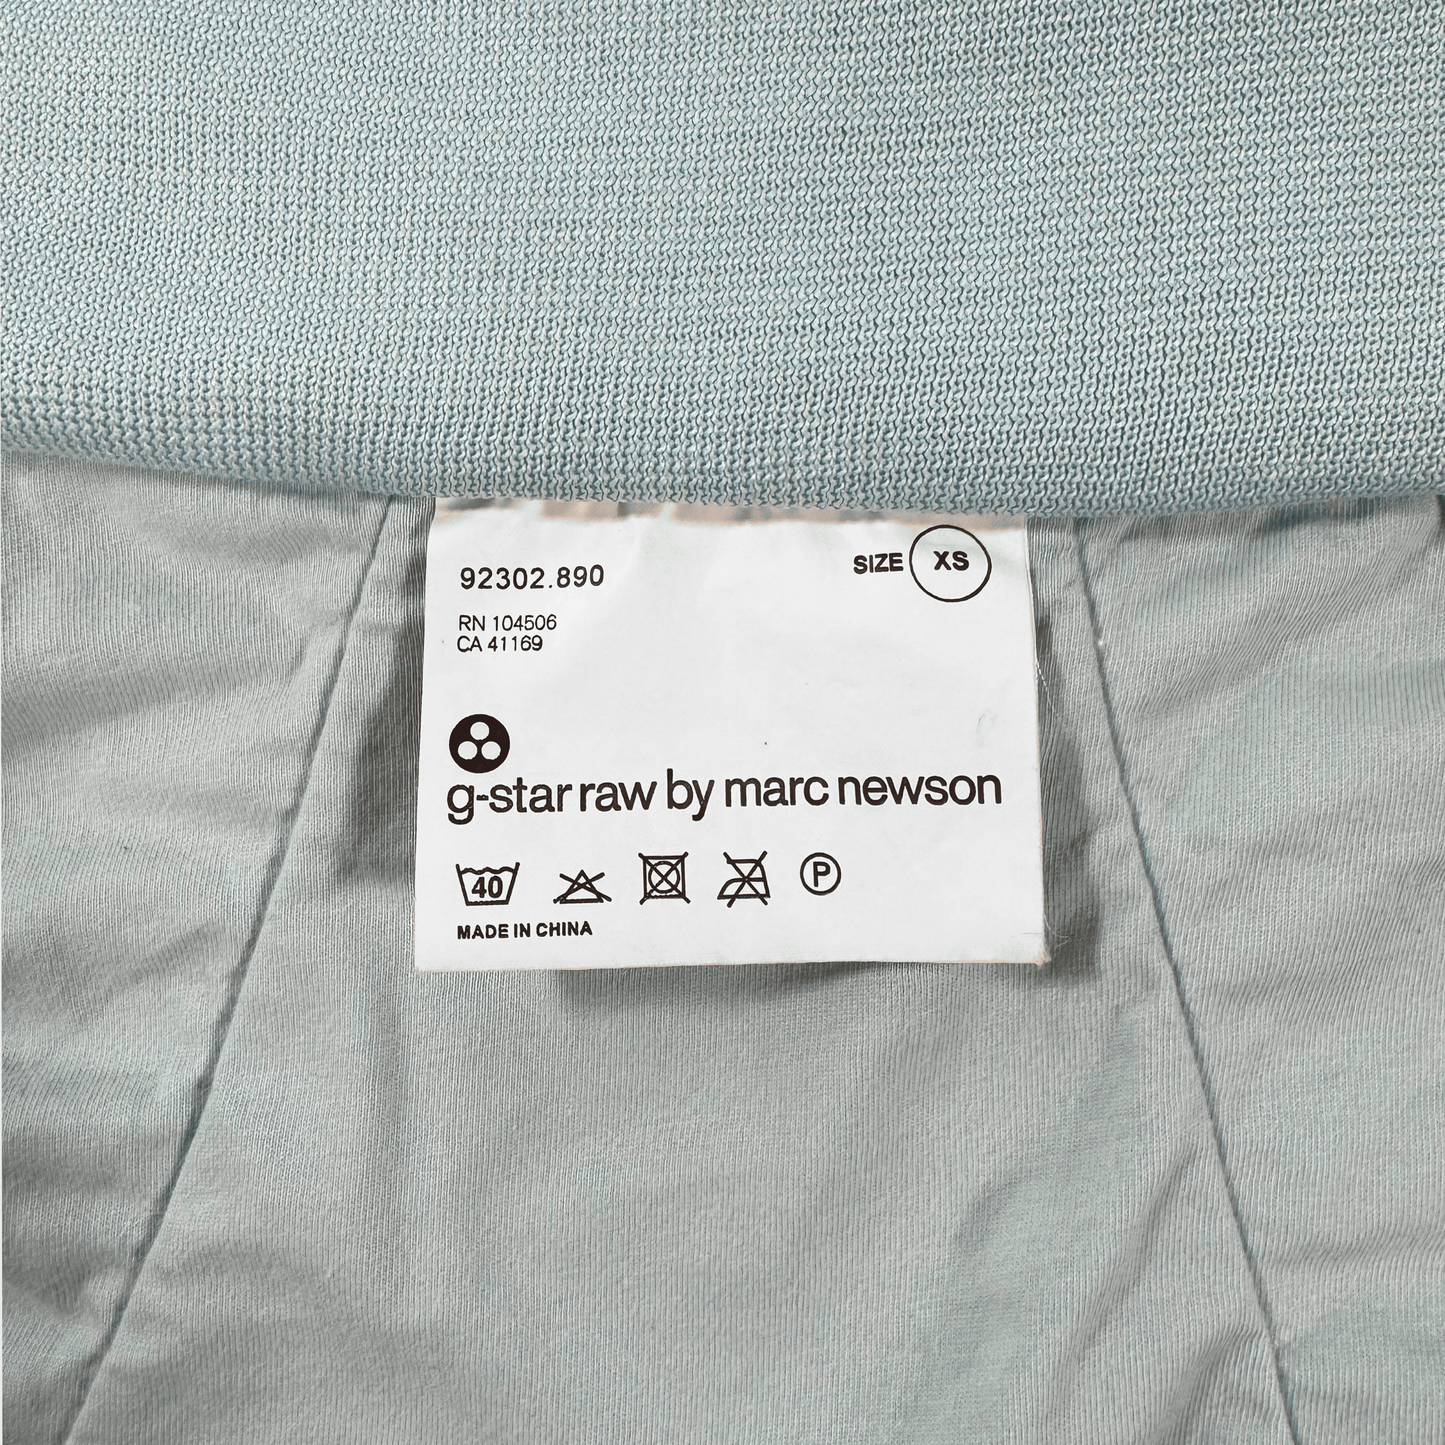 92302.890
SIZE XS
RN 104506
CA 41169
g-star raw by marc newson
40
P
MADE IN CHINA